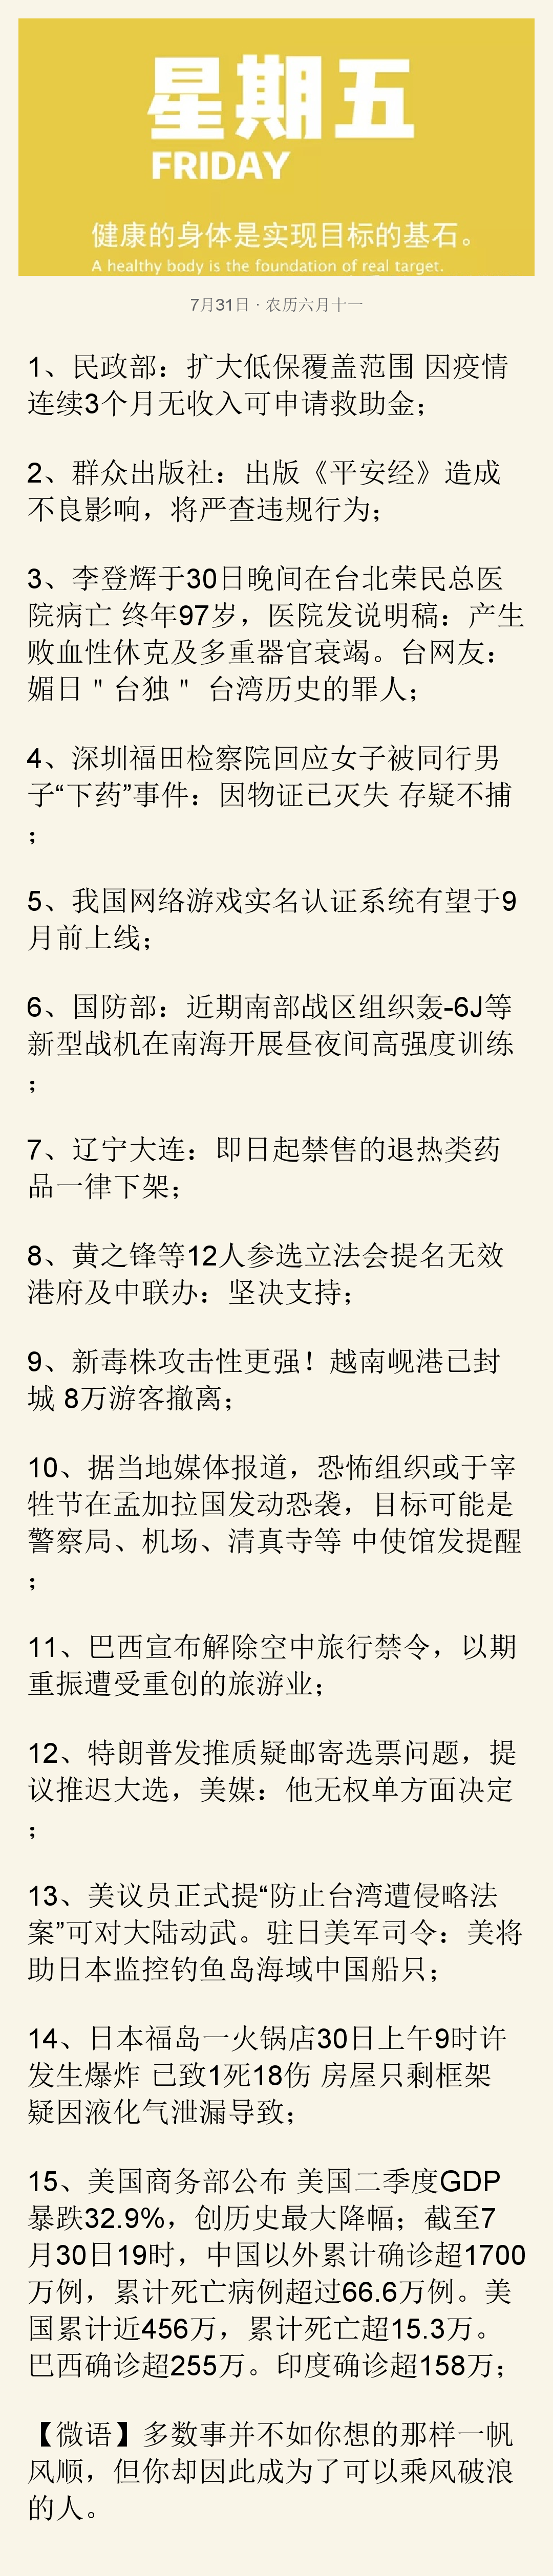 星期五
FRIDAY
健康的身体是实现目标的基石。
A healthy body is the foundation of real target.
7月31日 · 农历六月十一
1、民政部：扩大低保覆盖范围 因疫情
连续3个月无收入可申请救助金；
2、群众出版社：出版《平安经》造成
不良影响，将严查违规行为；
3、李登辉于30日晚间在台北荣民总医
院病亡 终年97岁，医院发说明稿：产生
败血性休克及多重器官衰竭。台网友：
媚日＂台独＂ 台湾历史的罪人；
4、深圳福田检察院回应女子被同行男
子“下药”事件：因物证已灭失 存疑不捕
；
5、我国网络游戏实名认证系统有望于9
月前上线；
6、国防部：近期南部战区组织轰-6J等
新型战机在南海开展昼夜间高强度训练
；
7、辽宁大连：即日起禁售的退热类药
品一律下架；
8、黄之锋等12人参选立法会提名无效
港府及中联办：坚决支持；
9、新毒株攻击性更强！越南岘港已封
城 8万游客撤离；
10、据当地媒体报道，恐怖组织或于宰
牲节在孟加拉国发动恐袭，目标可能是
警察局、机场、清真寺等 中使馆发提醒
；
11、巴西宣布解除空中旅行禁令，以期
重振遭受重创的旅游业；
12、特朗普发推质疑邮寄选票问题，提
议推迟大选，美媒：他无权单方面决定
；
13、美议员正式提“防止台湾遭侵略法
案”可对大陆动武。驻日美军司令：美将
助日本监控钓鱼岛海域中国船只；
14、日本福岛一火锅店30日上午9时许
发生爆炸 已致1死18伤 房屋只剩框架
疑因液化气泄漏导致；
15、美国商务部公布 美国二季度GDP
暴跌32.9%，创历史最大降幅；截至7
月30日19时，中国以外累计确诊超1700
万例，累计死亡病例超过66.6万例。美
国累计近456万，累计死亡超15.3万。
巴西确诊超255万。印度确诊超158万；
【微语】多数事并不如你想的那样一帆
风顺，但你却因此成为了可以乘风破浪
的人。